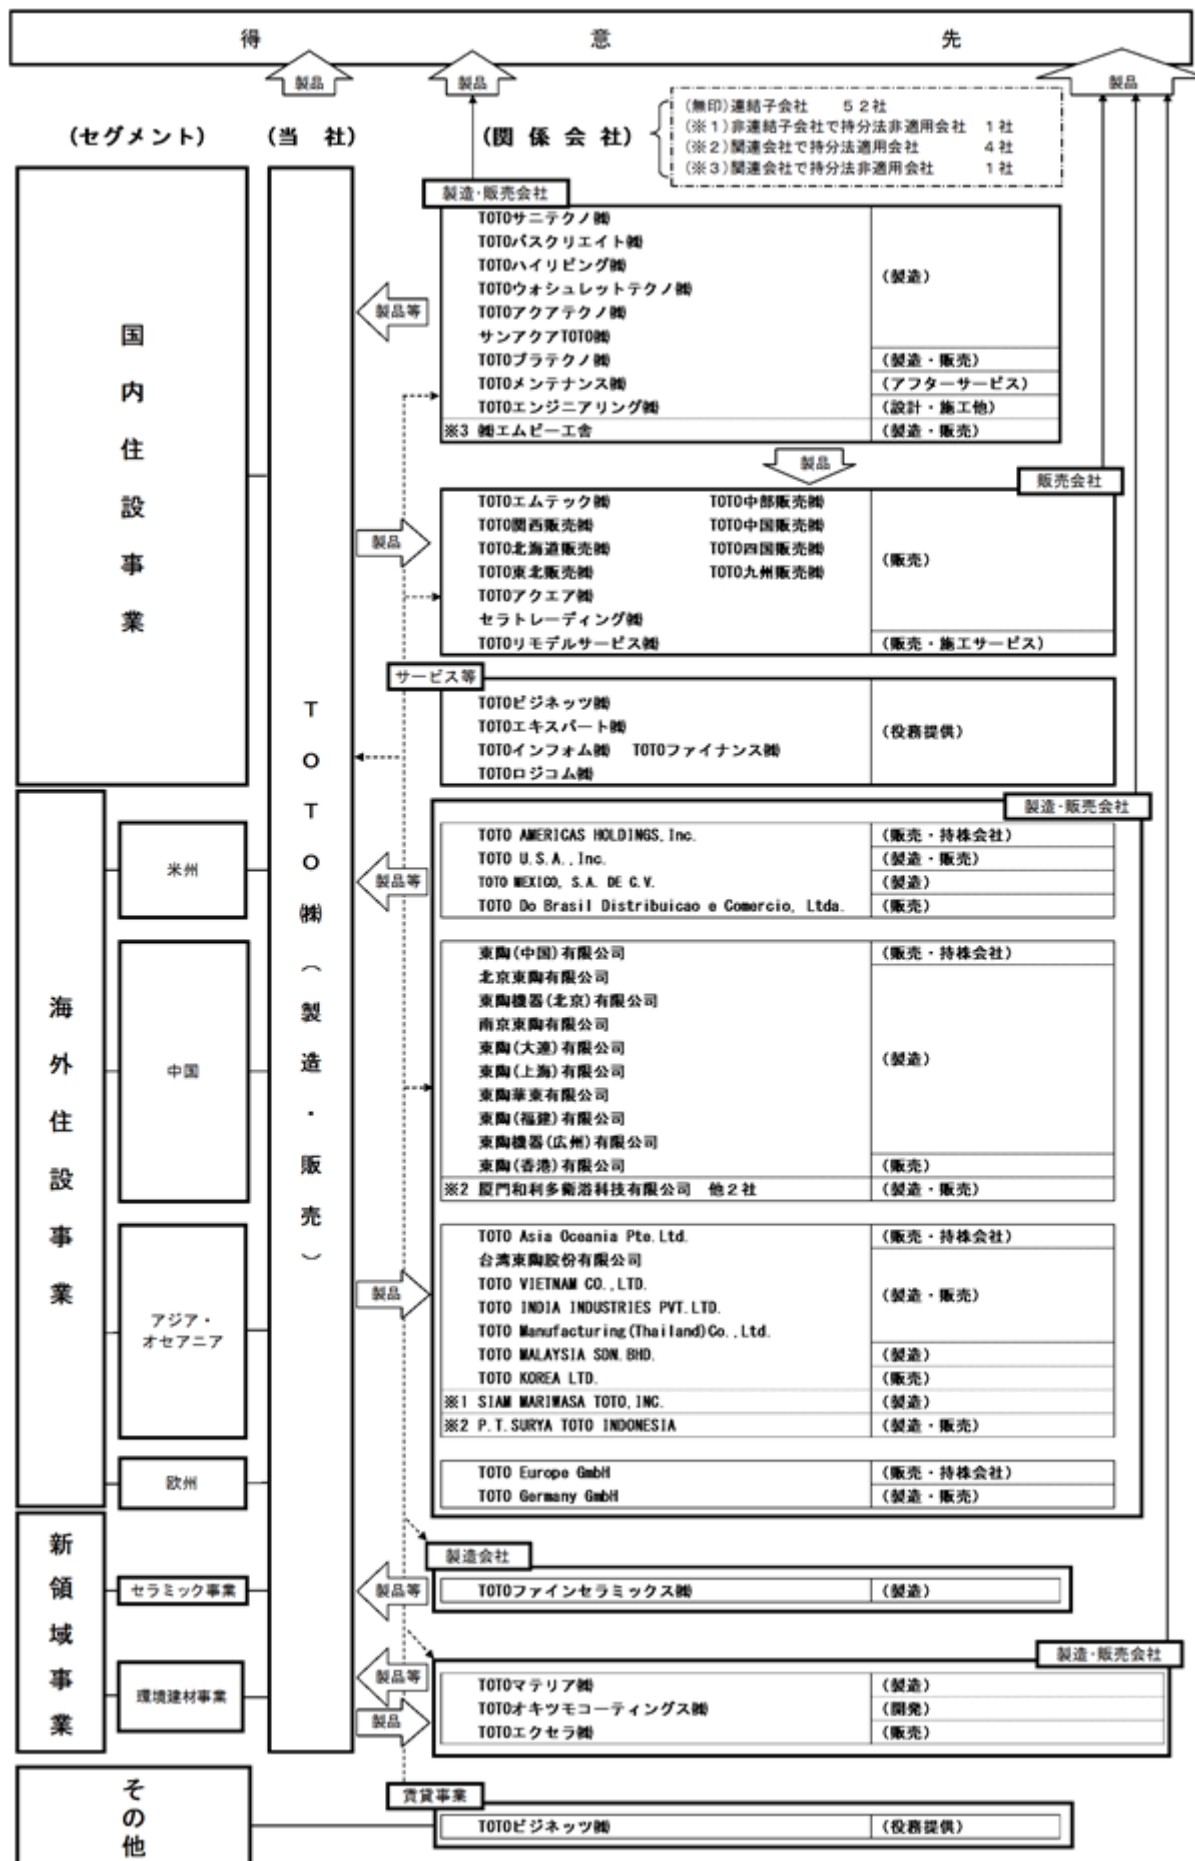 得意先
製品
製品
製品
(セグメント)
(当 社)
(関 係 会 社)
(無印)連結子会社 52社
(※1)非連結子会社で持分法非適用会社 1社
(※2)関連会社で持分法適用会社 4社
(※3)関連会社で持分法非適用会社 1社
国内住設事業
TOTO㈱(製造・販売)
製造・販売会社
製品等
TOTOサニテクノ㈱
TOTOバスクリエイト㈱
TOTOハイリビング㈱
TOTOウォシュレットテクノ㈱
TOTOアクアテクノ㈱
サンアクアTOTO㈱
(製造)
TOTOプラテクノ㈱ (製造・販売)
TOTOメンテナンス㈱ (アフターサービス)
TOTOエンジニアリング㈱ (設計・施工他)
※3 ㈱エムビー工舎 (製造・販売)
製品
販売会社
製品
TOTOエムテック㈱ TOTO中部販売㈱
TOTO関西販売㈱ TOTO中国販売㈱
TOTO北海道販売㈱ TOTO四国販売㈱
TOTO東北販売㈱ TOTO九州販売㈱
TOTOアクエア㈱
セラトレーディング㈱
(販売)
TOTOリモデルサービス㈱ (販売・施工サービス)
サービス等
TOTOビジネッツ㈱
TOTOエキスパート㈱
TOTOインフォム㈱ TOTOファイナンス㈱
TOTOロジコム㈱
(役務提供)
海外住設事業
製造・販売会社
米州
製品等
TOTO AMERICAS HOLDINGS,Inc. (販売・持株会社)
TOTO U.S.A.,Inc. (製造・販売)
TOTO MEXICO, S.A. DE C.V. (製造)
TOTO Do Brasil Distribuicao e Comercio, Ltda. (販売)
中国
東陶(中国)有限公司 (販売・持株会社)
北京東陶有限公司
東陶機器(北京)有限公司
南京東陶有限公司
東陶(大連)有限公司
東陶(上海)有限公司
東陶華東有限公司
東陶(福建)有限公司
東陶機器(広州)有限公司
(製造)
東陶(香港)有限公司 (販売)
※2 厦門和利多衛浴科技有限公司 他2社 (製造・販売)
アジア・
オセアニア
製品
TOTO Asia Oceania Pte.Ltd. (販売・持株会社)
台湾東陶股份有限公司
TOTO VIETNAM CO.,LTD.
TOTO INDIA INDUSTRIES PVT.LTD.
TOTO Manufacturing(Thailand)Co.,Ltd.
(製造・販売)
TOTO MALAYSIA SDN.BHD. (製造)
TOTO KOREA LTD. (販売)
※1 SIAM MARIWASA TOTO,INC. (製造)
※2 P.T.SURYA TOTO INDONESIA (製造・販売)
欧州
TOTO Europe GmbH (販売・持株会社)
TOTO Germany GmbH (製造・販売)
新領域事業
製造会社
セラミック事業
製品等
TOTOファインセラミックス㈱ (製造)
製造・販売会社
環境建材事業
製品等
製品
TOTOマテリア㈱ (製造)
TOTOオキツモコーティングス㈱ (開発)
TOTOエクセラ㈱ (販売)
その他
賃貸事業
TOTOビジネッツ㈱ (役務提供)